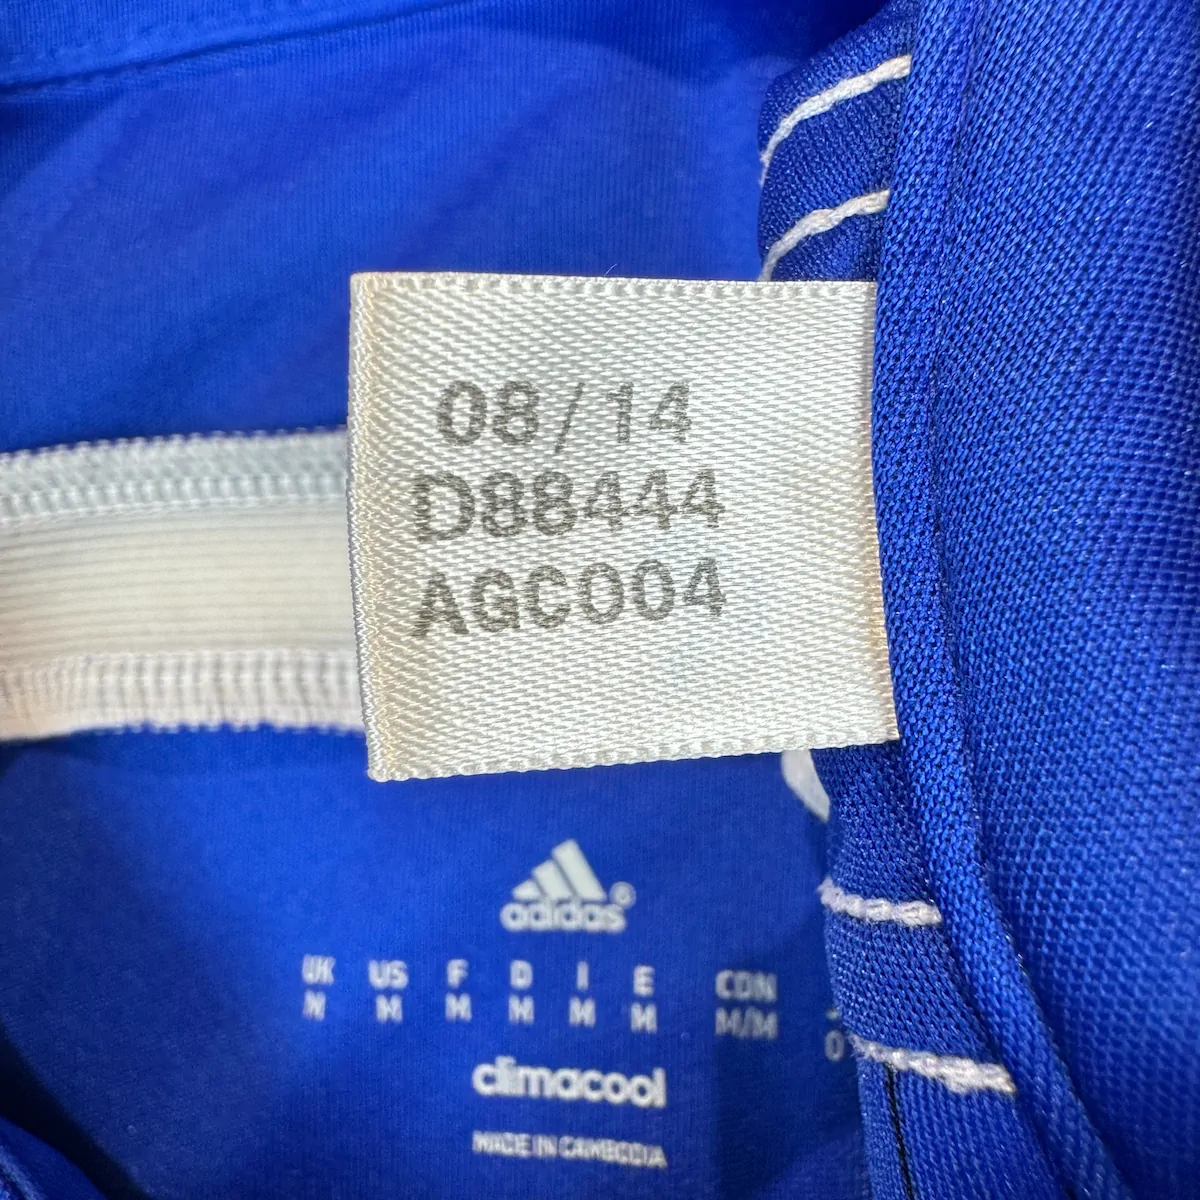 08/14
D88444
AGC004
adidas®
UK US F D I E CDN
M M M M M M M/M
climacool
MADE IN CAMBODIA